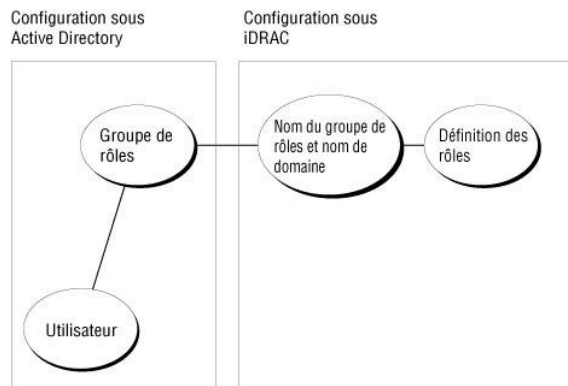 Configuration sous
Active Directory
Configuration sous
iDRAC
Groupe de
rôles
Nom du groupe de
rôles et nom de
domaine
Définition des
rôles
Utilisateur